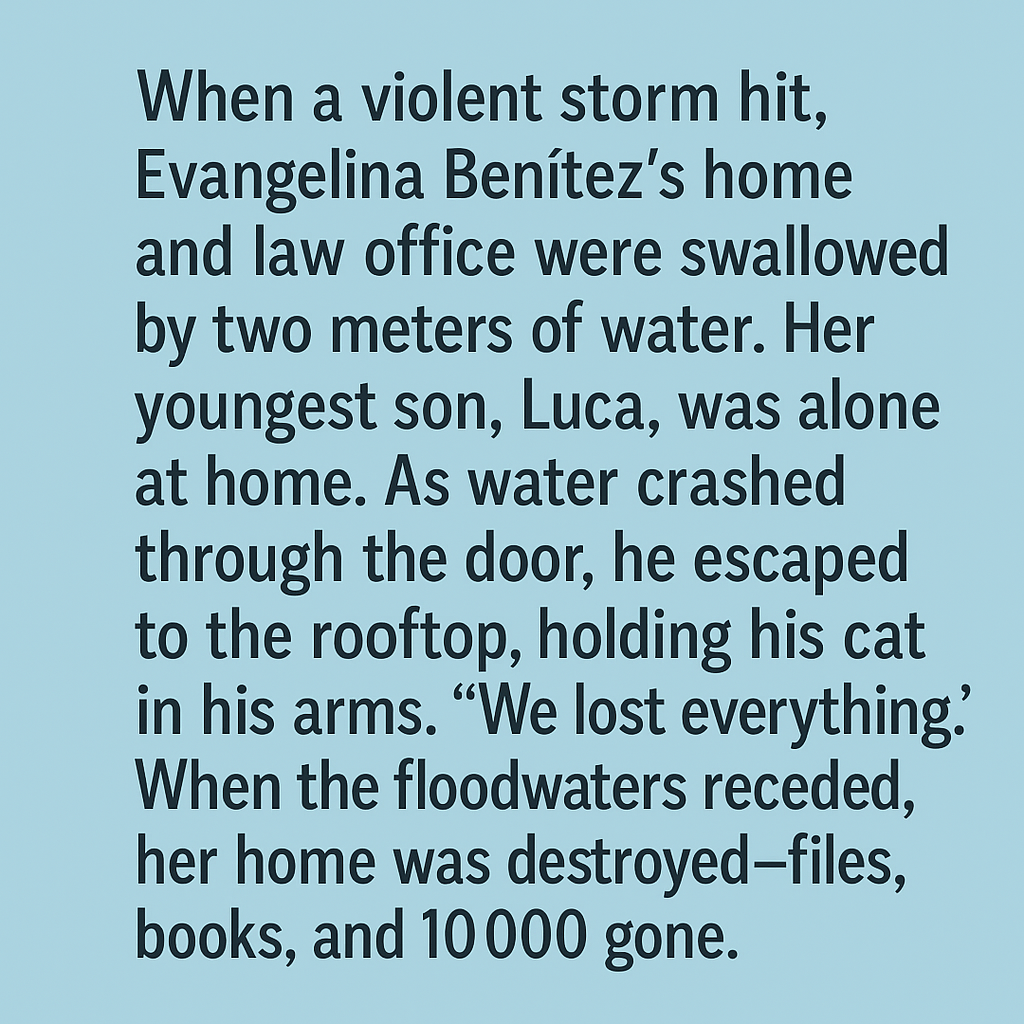 When a violent storm hit,
Evangelina Benítez’s home
and law office were swallowed
by two meters of water. Her
youngest son, Luca, was alone
at home. As water crashed
through the door, he escaped
to the rooftop, holding his cat
in his arms. “We lost everything.’
When the floodwaters receded,
her home was destroyed—files,
books, and 10 000 gone.